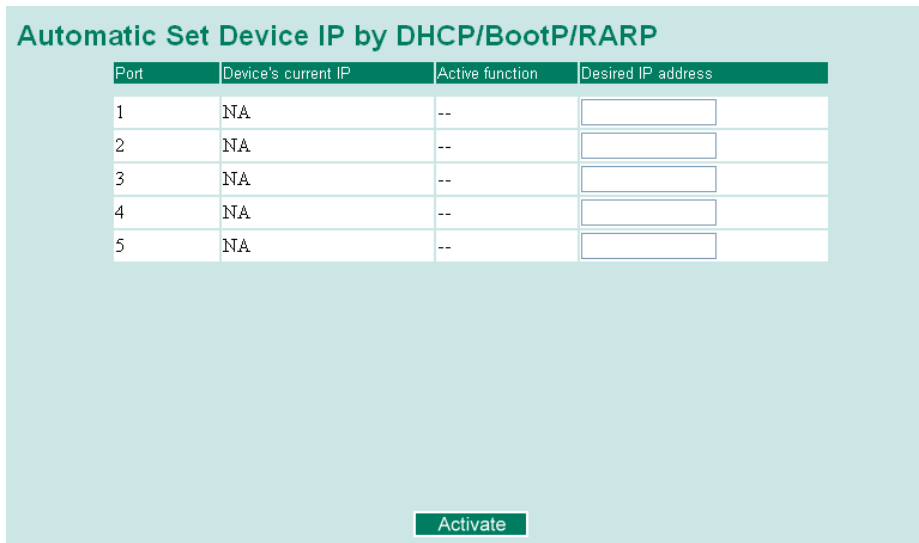 Automatic Set Device IP by DHCP/BootP/RARP
Port Device's current IP Active function Desired IP address
1 NA --
2 NA --
3 NA --
4 NA --
5 NA --
Activate